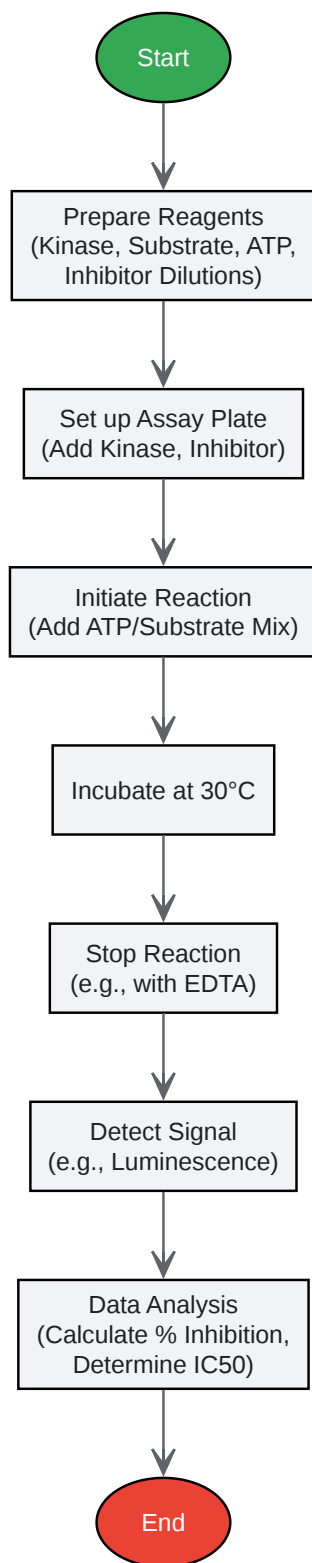 Start
Prepare Reagents
(Kinase, Substrate, ATP,
Inhibitor Dilutions)
Set up Assay Plate
(Add Kinase, Inhibitor)
Initiate Reaction
(Add ATP/Substrate Mix)
Incubate at 30°C
Stop Reaction
(e.g., with EDTA)
Detect Signal
(e.g., Luminescence)
Data Analysis
(Calculate % Inhibition,
Determine IC50)
End